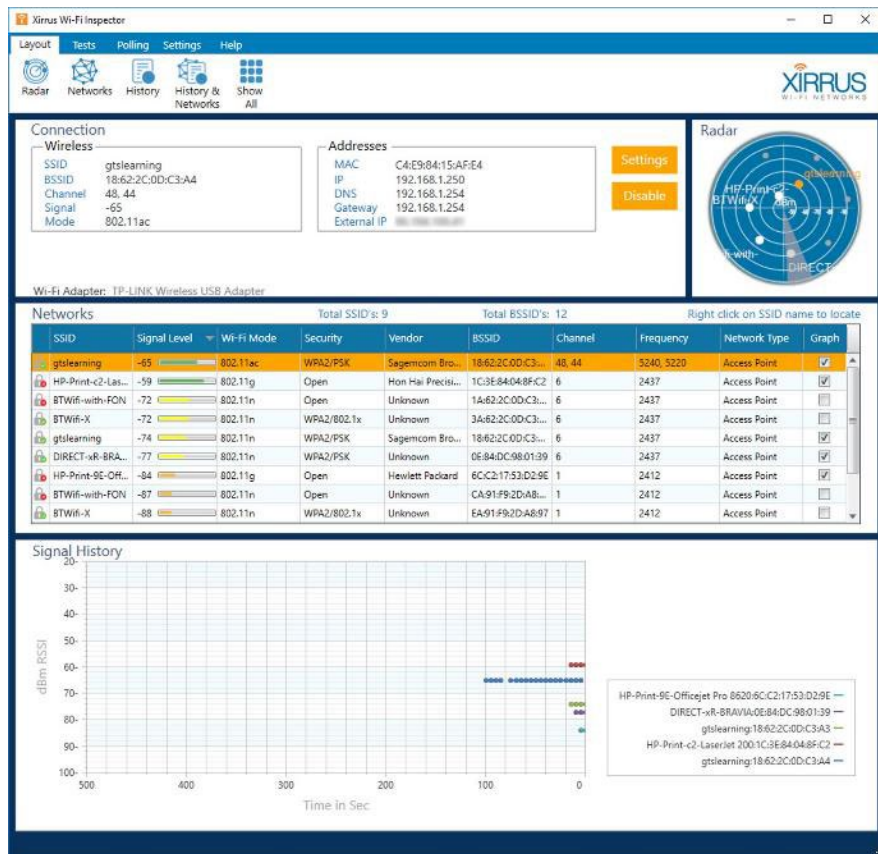 Xirrus Wi-Fi Inspector
Layout Tests Polling Settings Help
Radar Networks History History & Networks Show All
XIRRUS
WI-FI NETWORKS
Connection
Wireless
SSID gtslearning
BSSID 18:62:2C:0D:C3:A4
Channel 48, 44
Signal -65
Mode 802.11ac
Wi-Fi Adapter: TP-LINK Wireless USB Adapter
Addresses
MAC C4:E9:84:15:AF:E4
IP 192.168.1.250
DNS 192.168.1.254
Gateway 192.168.1.254
External IP
Settings
Disable
Radar
gtslearning
HP-Print-c2-
BTWifi-X
dBm
-with-
DIRECT-
Networks Total SSID's: 9 Total BSSID's: 12 Right click on SSID name to locate
SSID Signal Level Wi-Fi Mode Security Vendor BSSID Channel Frequency Network Type Graph
gtslearning -65 802.11ac WPA2/PSK Sagemcom Bro... 18:62:2C:0D:C3:... 48, 44 5240, 5220 Access Point
HP-Print-c2-Las... -59 802.11g Open Hon Hai Precisi... 1C:3E:84:04:8F:C2 6 2437 Access Point
BTWifi-with-FON -72 802.11n Open Unknown 1A:62:2C:0D:C3:... 6 2437 Access Point
BTWifi-X -72 802.11n WPA2/802.1x Unknown 3A:62:2C:0D:C3:... 6 2437 Access Point
gtslearning -74 802.11n WPA2/PSK Sagemcom Bro... 18:62:2C:0D:C3:... 6 2437 Access Point
DIRECT-xR-BRA... -77 802.11n WPA2/PSK Unknown 0E:84:DC:98:01:39 6 2437 Access Point
HP-Print-9E-Off... -84 802.11g Open Hewlett Packard 6C:C2:17:53:D2:9E 1 2412 Access Point
BTWifi-with-FON -87 802.11n Open Unknown CA:91:F9:2D:A8:... 1 2412 Access Point
BTWifi-X -88 802.11n WPA2/802.1x Unknown EA:91:F9:2D:A8:97 1 2412 Access Point
Signal History
20-
30-
40-
50-
60-
70-
80-
90-
100-
dBm RSSI
500 400 300 200 100 0
Time in Sec
HP-Print-9E-Officejet Pro 8620:6C:C2:17:53:D2:9E
DIRECT-xR-BRAVIA:0E:84:DC:98:01:39
gtslearning:18:62:2C:0D:C3:A3
HP-Print-c2-LaserJet 200:1C:3E:84:04:8F:C2
gtslearning:18:62:2C:0D:C3:A4